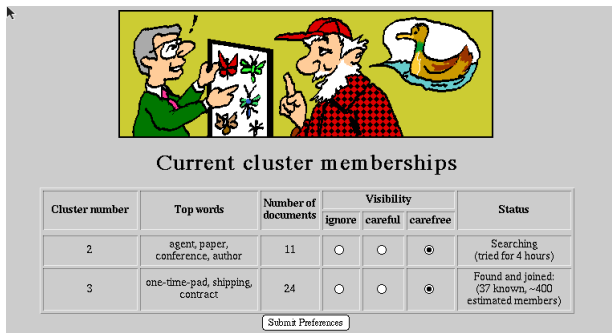 !
Current cluster memberships
Cluster number Top words Number of documents Visibility Status
ignore careful carefree
2 agent, paper, conference, author 11 Searching (tried for 4 hours)
3 one-time-pad, shipping, contract 24 Found and joined: (37 known, ~400 estimated members)
Submit Preferences